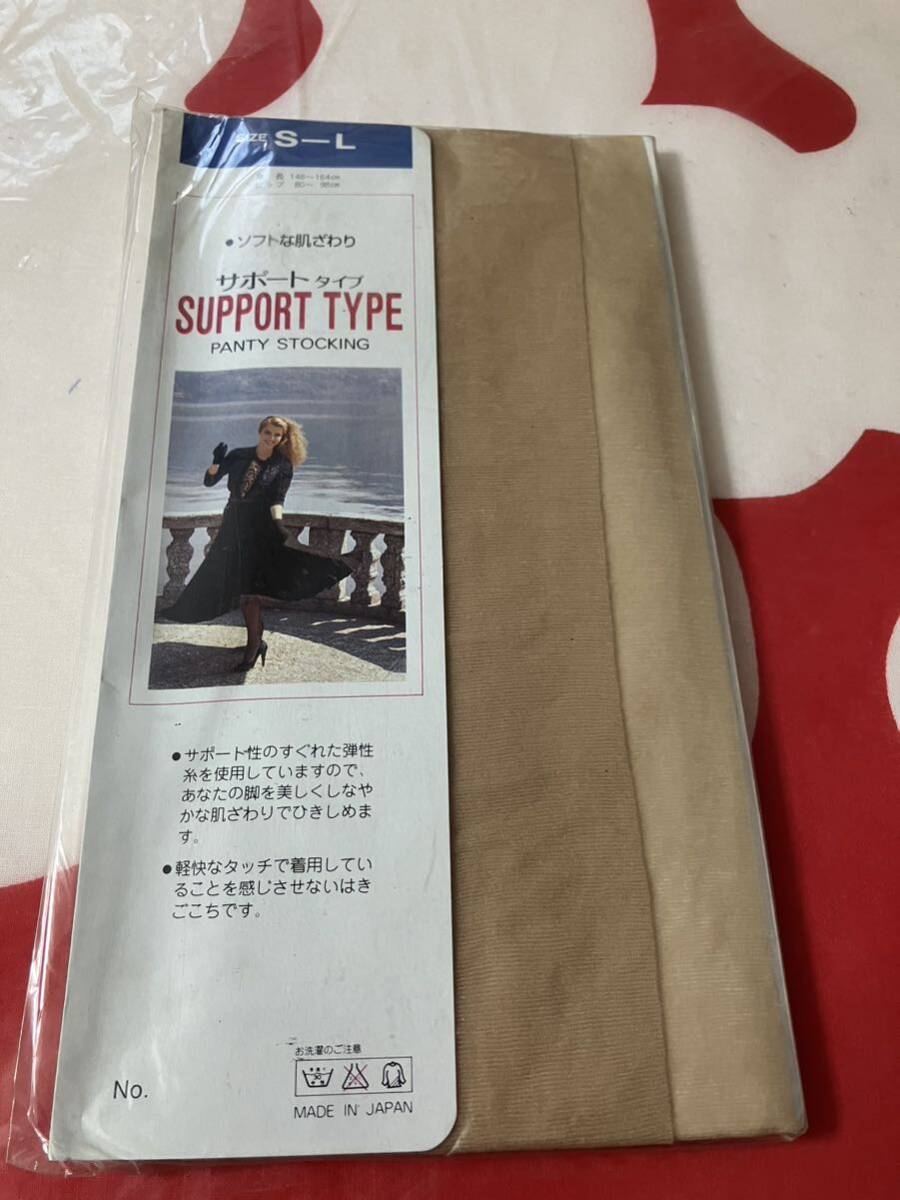 SIZE S–L
身長 148~164cm
ヒップ 80~98cm
●ソフトな肌ざわり
サポートタイプ
SUPPORT TYPE
PANTY STOCKING
●サポート性のすぐれた弾性
糸を使用していますので、
あなたの脚を美しくしなや
かな肌ざわりでひきしめま
す。
●軽快なタッチで着用してい
ることを感じさせないはき
ごこちです。
お洗濯のご注意
No.
MADE IN JAPAN